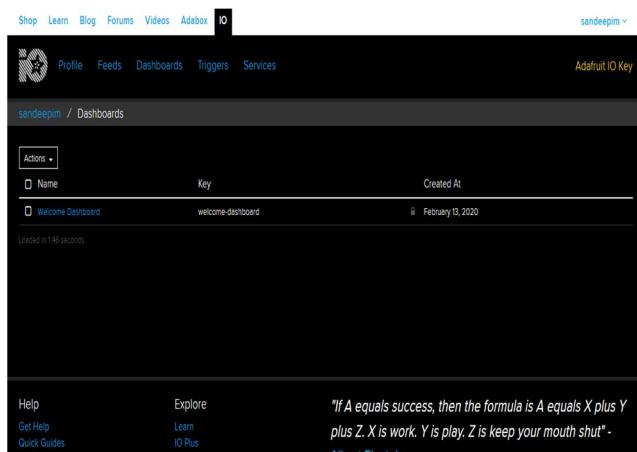 Shop Learn Blog Forums Videos Adabox IO sandeepim
io Profile Feeds Dashboards Triggers Services Adafruit IO Key
sandeepim / Dashboards
Actions
Name Key Created At
Welcome Dashboard welcome-dashboard February 13, 2020
Loaded in 1.46 seconds.
Help Explore "If A equals success, then the formula is A equals X plus Y
Get Help Learn plus Z. X is work. Y is play. Z is keep your mouth shut" -
Quick Guides IO Plus